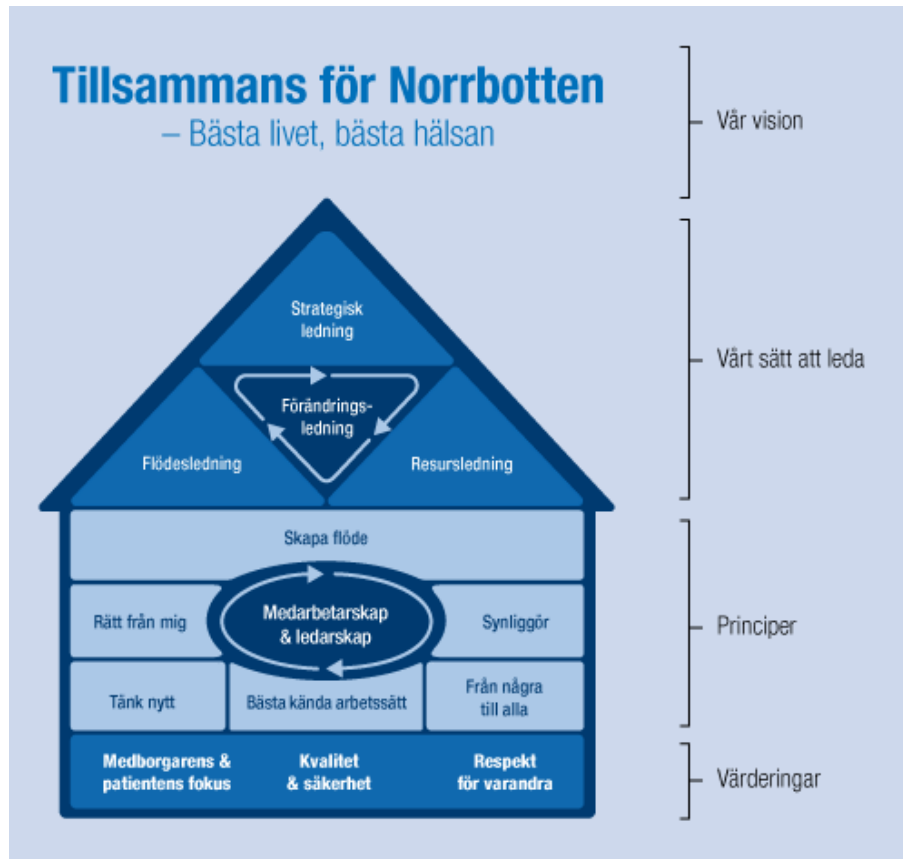 Tillsammans för Norrbotten
– Bästa livet, bästa hälsan
Vår vision
Strategisk
ledning
Förändrings-
ledning
Flödesledning
Resursledning
Vårt sätt att leda
Skapa flöde
Rätt från mig
Medarbetarskap
& ledarskap
Synliggör
Tänk nytt
Bästa kända arbetssätt
Från några
till alla
Principer
Medborgarens &
patientens fokus
Kvalitet
& säkerhet
Respekt
för varandra
Värderingar